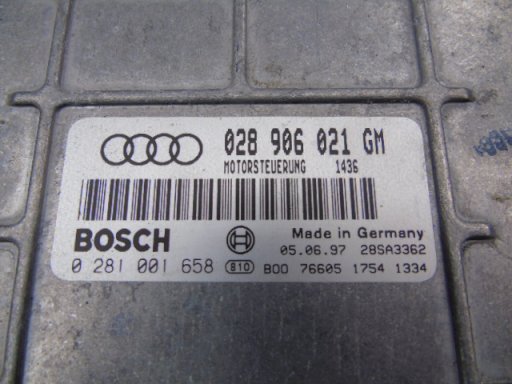 028 906 021 GM
MOTORSTEUERUNG 1436
BOSCH
Made in Germany
05.06.97 28SA3362
0 281 001 658 810 B00 76605 1754 1334